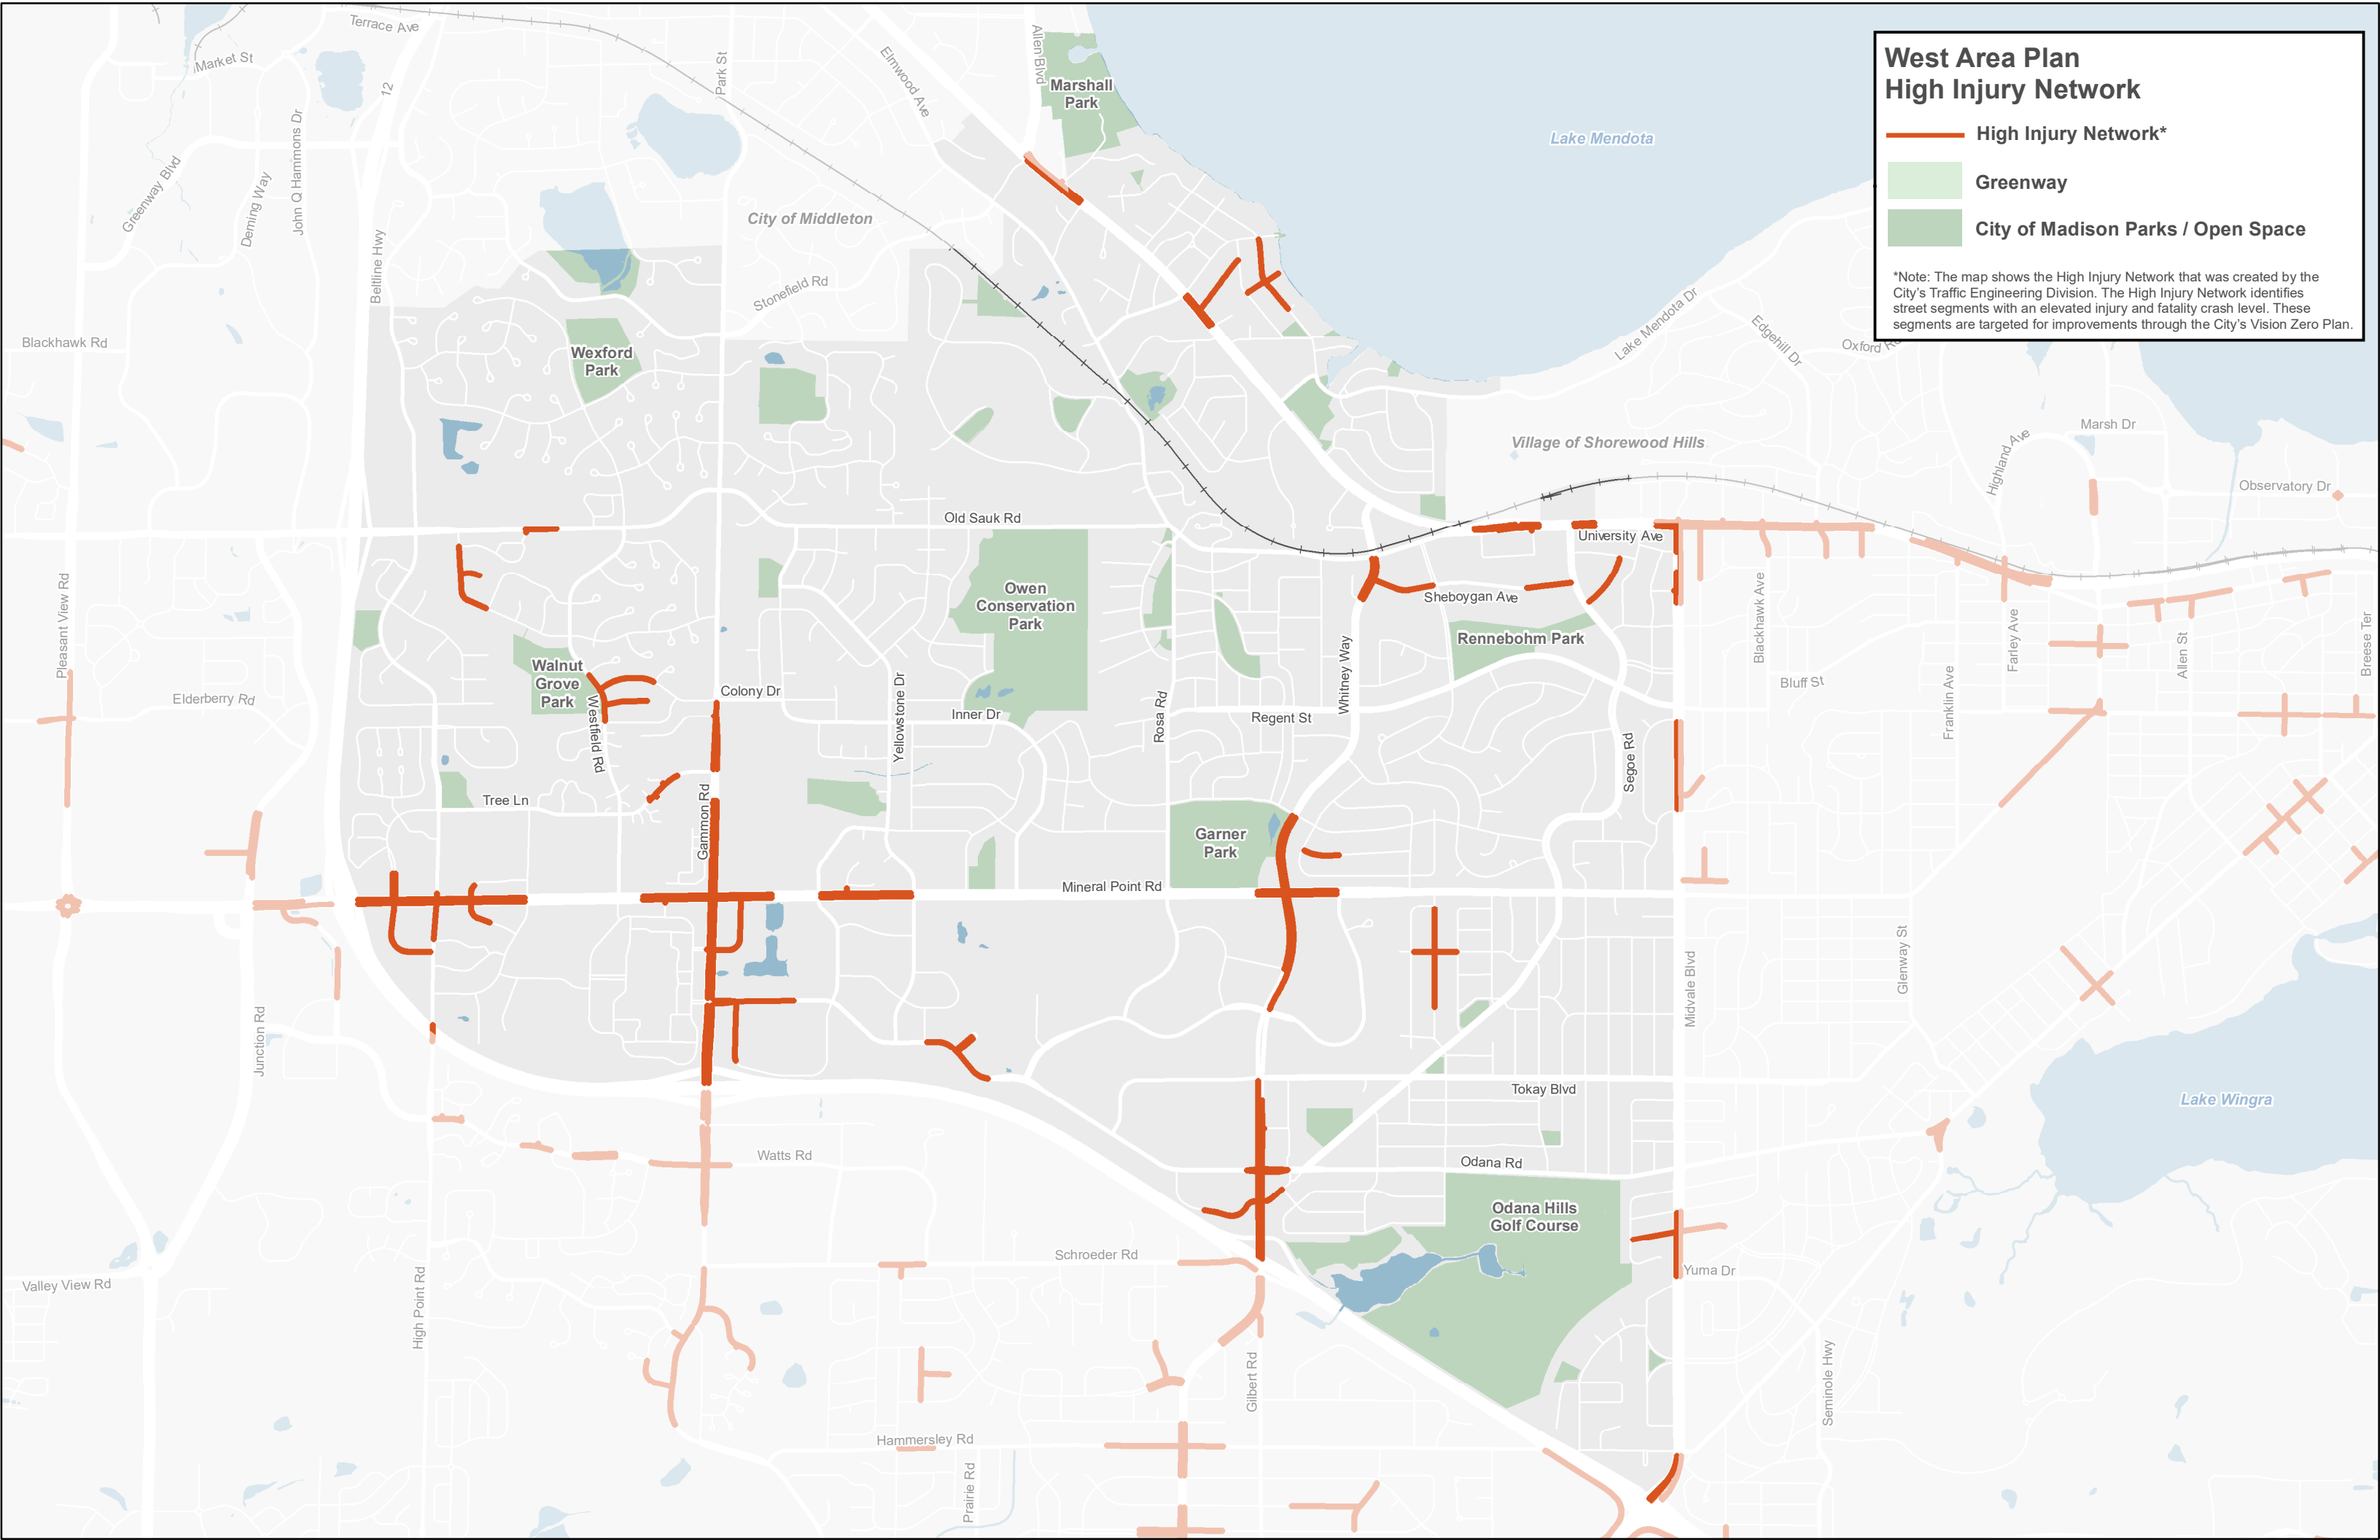 West Area Plan
High Injury Network
High Injury Network*
Greenway
City of Madison Parks / Open Space
*Note: The map shows the High Injury Network that was created by the
City's Traffic Engineering Division. The High Injury Network identifies
street segments with an elevated injury and fatality crash level. These
segments are targeted for improvements through the City's Vision Zero Plan.
Terrace Ave
Market St
12
Park St
Elmwood Ave
Allen Blvd
Marshall
Park
Lake Mendota
Greenway Blvd
Deming Way
John Q Hammons Dr
Beltline Hwy
City of Middleton
Stonefield Rd
Blackhawk Rd
Wexford
Park
Lake Mendota Dr
Edgehill Dr
Oxford
Village of Shorewood Hills
Highland Ave
Marsh Dr
Observatory Dr
Old Sauk Rd
University Ave
Owen
Conservation
Park
Sheboygan Ave
Rennebohm Park
Whitney Way
Blackhawk Ave
Farley Ave
Allen St
Breese Ter
Pleasant View Rd
Walnut
Grove
Park
Elderberry Rd
Westfield Rd
Colony Dr
Yellowstone Dr
Inner Dr
Rosa Rd
Regent St
Bluff St
Franklin Ave
Segoe Rd
Tree Ln
Gammon Rd
Garner
Park
Mineral Point Rd
Midvale Blvd
Glenway St
Junction Rd
Tokay Blvd
Lake Wingra
Watts Rd
Odana Rd
Odana Hills
Golf Course
Schroeder Rd
Yuma Dr
Valley View Rd
High Point Rd
Gilbert Rd
Seminole Hwy
Hammersley Rd
Prairie Rd